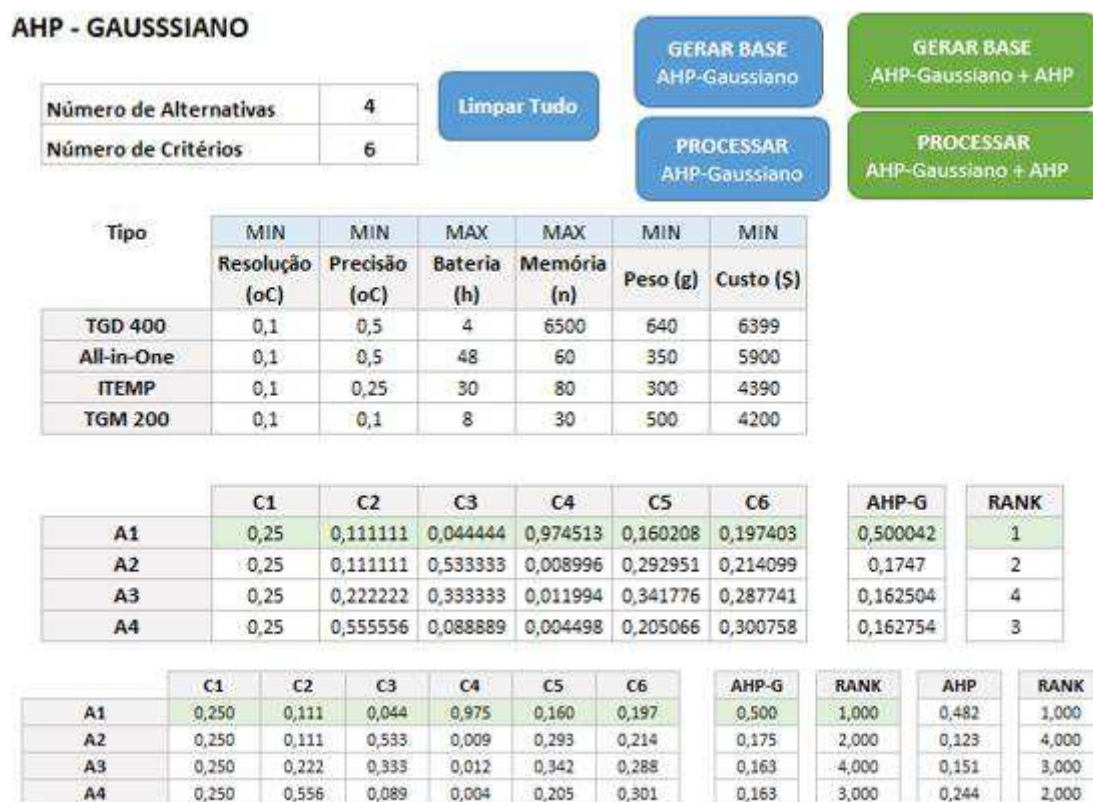 AHP - GAUSSSIANO
GERAR BASE
AHP-Gaussiano
GERAR BASE
AHP-Gaussiano + AHP
Número de Alternativas 4
Limpar Tudo
Número de Critérios 6
PROCESSAR
AHP-Gaussiano
PROCESSAR
AHP-Gaussiano + AHP
Tipo MIN MIN MAX MAX MIN MIN
Resolução (oC) Precisão (oC) Bateria (h) Memória (n) Peso (g) Custo ($)
TGD 400 0,1 0,5 4 6500 640 6399
All-in-One 0,1 0,5 48 60 350 5900
ITEMP 0,1 0,25 30 80 300 4390
TGM 200 0,1 0,1 8 30 500 4200
C1 C2 C3 C4 C5 C6 AHP-G RANK
A1 0,25 0,111111 0,044444 0,974513 0,160208 0,197403 0,500042 1
A2 0,25 0,111111 0,533333 0,008996 0,292951 0,214099 0,1747 2
A3 0,25 0,222222 0,333333 0,011994 0,341776 0,287741 0,162504 4
A4 0,25 0,555556 0,088889 0,004498 0,205066 0,300758 0,162754 3
C1 C2 C3 C4 C5 C6 AHP-G RANK AHP RANK
A1 0,250 0,111 0,044 0,975 0,160 0,197 0,500 1,000 0,482 1,000
A2 0,250 0,111 0,533 0,009 0,293 0,214 0,175 2,000 0,123 4,000
A3 0,250 0,222 0,333 0,012 0,342 0,288 0,163 4,000 0,151 3,000
A4 0,250 0,556 0,089 0,004 0,205 0,301 0,163 3,000 0,244 2,000